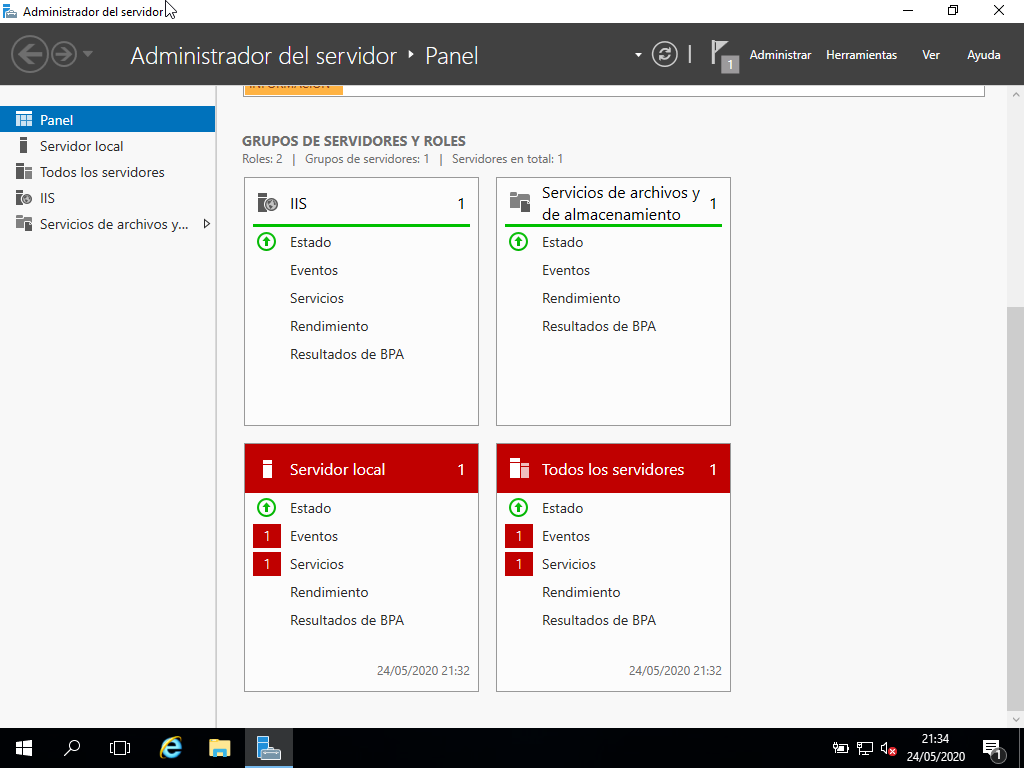 Administrador del servidor
Administrador del servidor Panel
1
Administrar Herramientas Ver Ayuda
Panel
Servidor local
Todos los servidores
IIS
Servicios de archivos y...
INFORMACIÓN
GRUPOS DE SERVIDORES Y ROLES
Roles: 2 | Grupos de servidores: 1 | Servidores en total: 1
IIS 1
Estado
Eventos
Servicios
Rendimiento
Resultados de BPA
Servicios de archivos y
de almacenamiento 1
Estado
Eventos
Rendimiento
Resultados de BPA
Servidor local 1
Estado
1 Eventos
1 Servicios
Rendimiento
Resultados de BPA
24/05/2020 21:32
Todos los servidores 1
Estado
1 Eventos
1 Servicios
Rendimiento
Resultados de BPA
24/05/2020 21:32
21:34
24/05/2020
1